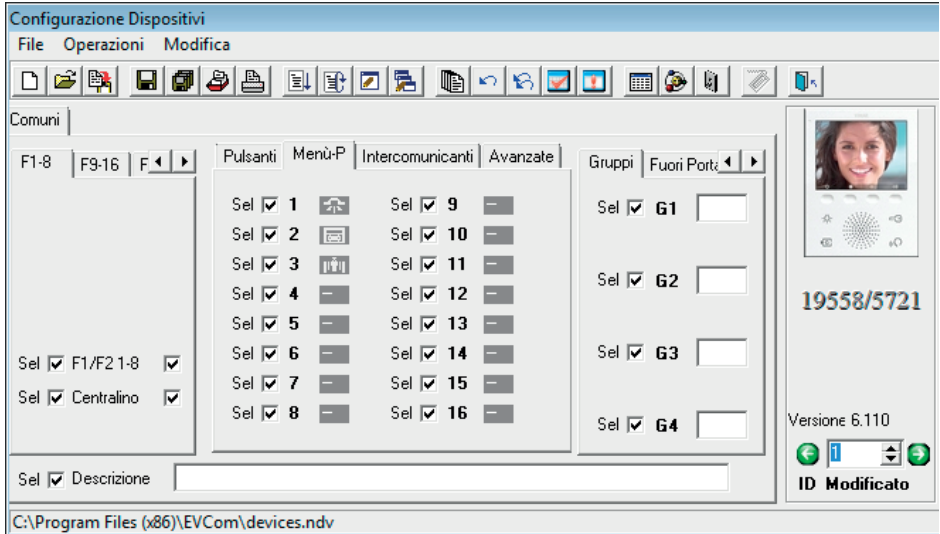 Configurazione Dispositivi
File Operazioni Modifica
Comuni
F1-8 F9-16 F
Pulsanti Menù-P Intercomunicanti Avanzate
Gruppi Fuori Porta
Sel 1 Sel 9
Sel 2 Sel 10
Sel 3 Sel 11
Sel 4 Sel 12
Sel 5 Sel 13
Sel 6 Sel 14
Sel 7 Sel 15
Sel 8 Sel 16
Sel F1/F2 1-8
Sel Centralino
Sel G1
Sel G2
Sel G3
Sel G4
Sel Descrizione
19558/5721
Versione 6.110
1
ID Modificato
C:\Program Files (x86)\EVCom\devices.ndv